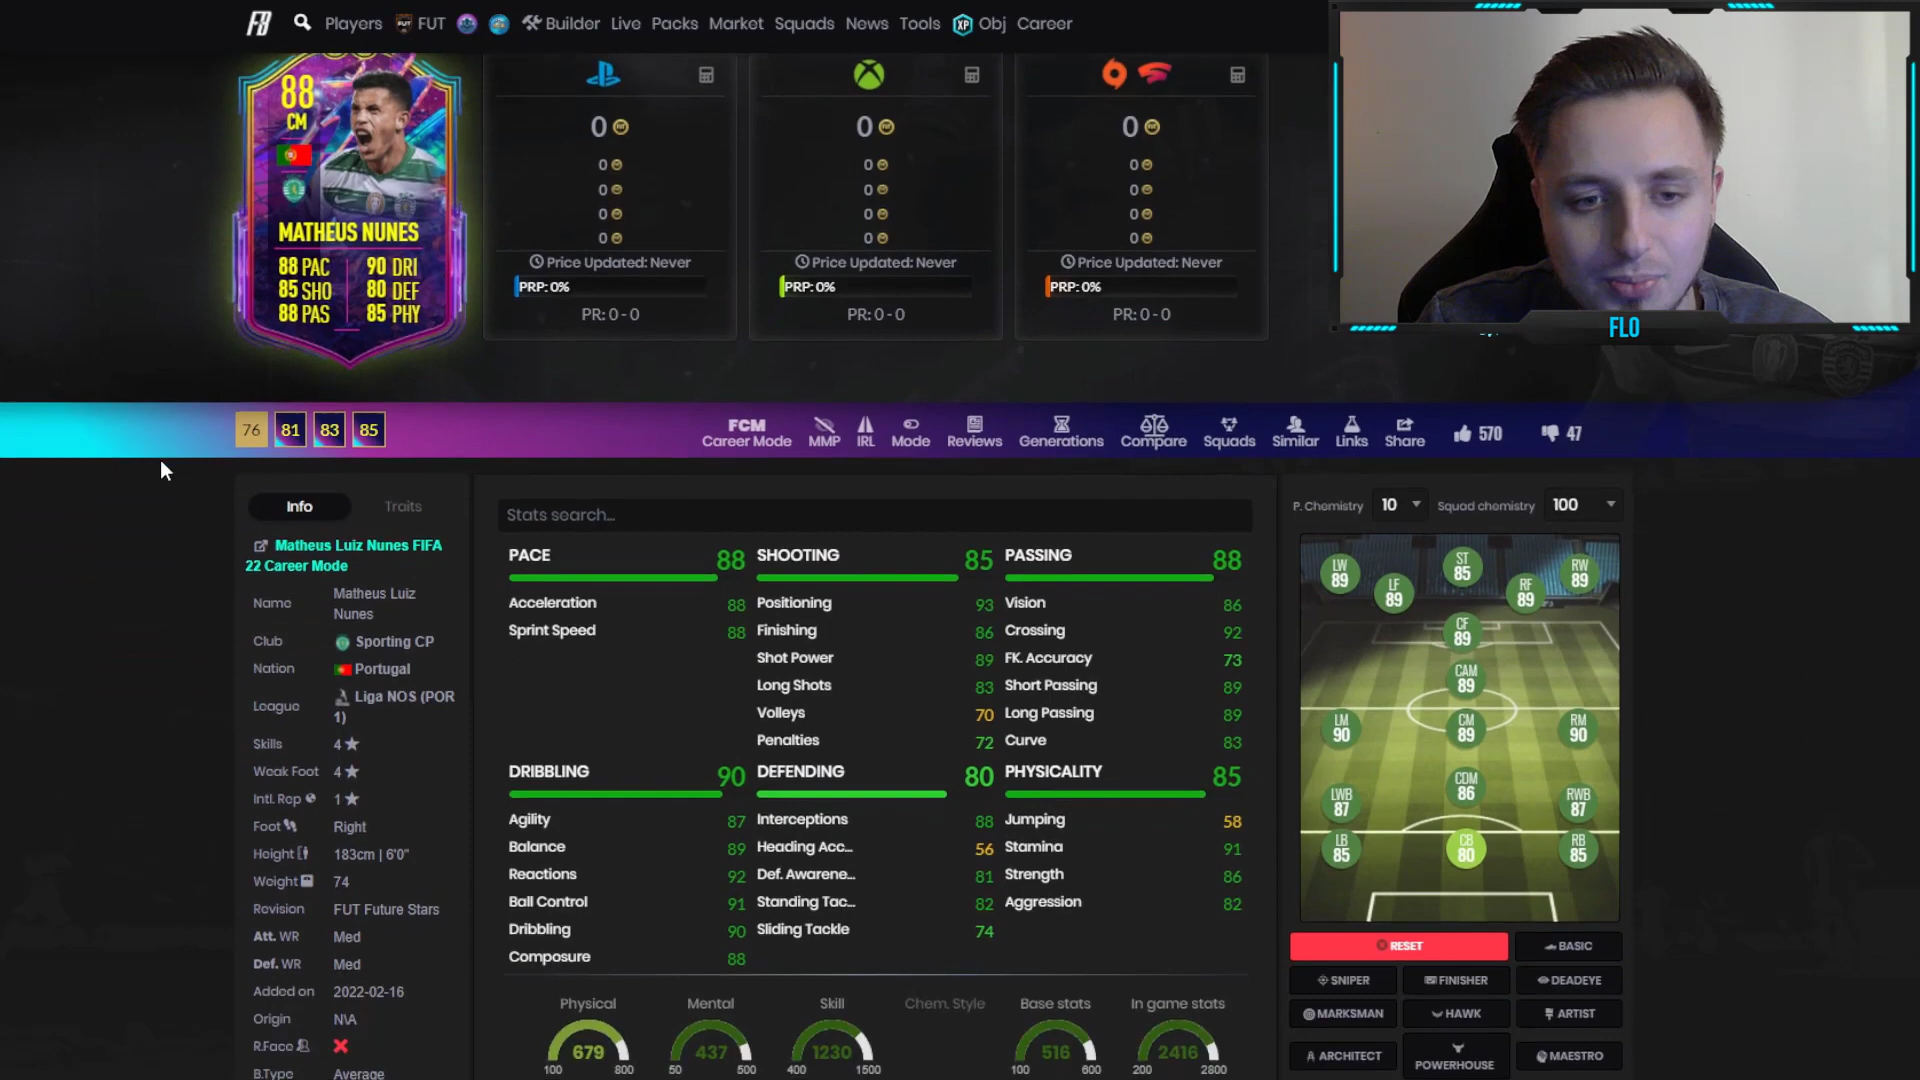 Players FUT Builder Live Packs Market Squads News Tools XP Obj Career
88
CM
MATHEUS NUNES
88 PAC 90 DRI
85 SHO 80 DEF
88 PAS 85 PHY
0 0 0
0 0 0
0 0 0
0 0 0
0 0 0
Price Updated: Never Price Updated: Never Price Updated: Never
PRP: 0% PRP: 0% PRP: 0%
PR: 0 - 0 PR: 0 - 0 PR: 0 - 0
FLO
76 81 83 85
FCM
Career Mode MMP IRL Mode Reviews Generations Compare Squads Similar Links Share 570 47
Info Traits
Matheus Luiz Nunes FIFA
22 Career Mode
Name Matheus Luiz
Nunes
Club Sporting CP
Nation Portugal
League Liga NOS (POR
1)
Skills 4
Weak Foot 4
Intl. Rep 1
Foot Right
Height 183cm | 6'0"
Weight 74
Revision FUT Future Stars
Att. WR Med
Def. WR Med
Added on 2022-02-16
Origin N\A
R.Face
B.Type Average
Stats search...
PACE 88
Acceleration 88
Sprint Speed 88
SHOOTING 85
Positioning 93
Finishing 86
Shot Power 89
Long Shots 83
Volleys 70
Penalties 72
PASSING 88
Vision 86
Crossing 92
FK. Accuracy 73
Short Passing 89
Long Passing 89
Curve 83
DRIBBLING 90
Agility 87
Balance 89
Reactions 92
Ball Control 91
Dribbling 90
Composure 88
DEFENDING 80
Interceptions 88
Heading Acc... 56
Def. Awarene... 81
Standing Tac... 82
Sliding Tackle 74
PHYSICALITY 85
Jumping 58
Stamina 91
Strength 86
Aggression 82
Physical Mental Skill Chem. Style Base stats In game stats
679 437 1230 516 2416
100 800 50 500 400 1500 100 600 200 2800
P. Chemistry 10 Squad chemistry 100
LW 89
ST 85
RW 89
LF 89
RF 89
CF 89
CAM 89
LM 90
CM 89
RM 90
CDM 86
LWB 87
RWB 87
LB 85
CB 80
RB 85
RESET BASIC
SNIPER FINISHER DEADEYE
MARKSMAN HAWK ARTIST
ARCHITECT POWERHOUSE MAESTRO